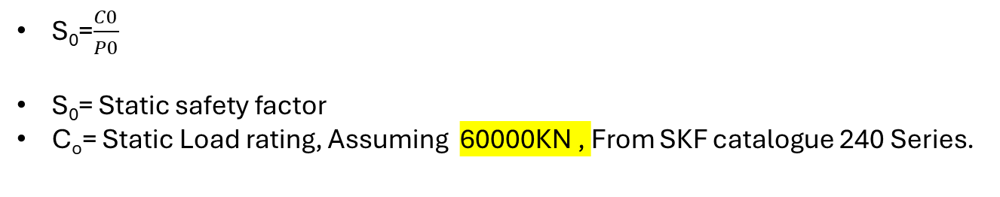 • S₀=C0/P0
• S₀= Static safety factor
• Cₒ= Static Load rating, Assuming 60000KN , From SKF catalogue 240 Series.